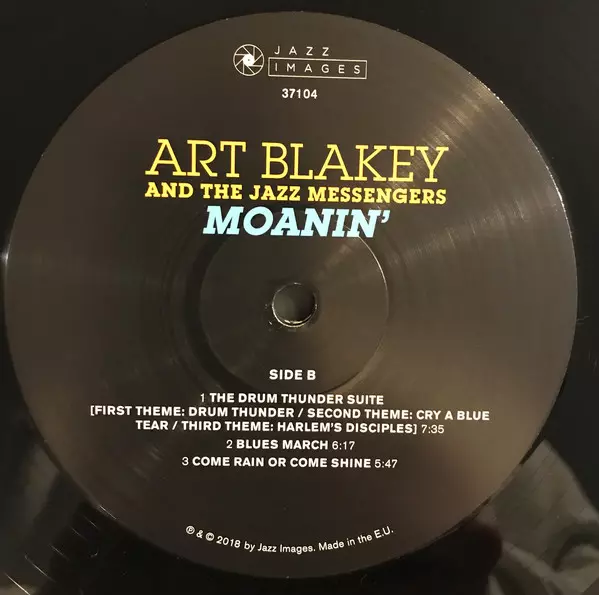 JAZZ
IMAGES
37104
ART BLAKEY
AND THE JAZZ MESSENGERS
MOANIN'
SIDE B
1 THE DRUM THUNDER SUITE
[FIRST THEME: DRUM THUNDER / SECOND THEME: CRY A BLUE
TEAR / THIRD THEME: HARLEM'S DISCIPLES] 7:35
2 BLUES MARCH 6:17
3 COME RAIN OR COME SHINE 5:47
℗ & © 2018 by Jazz Images. Made in the E.U.